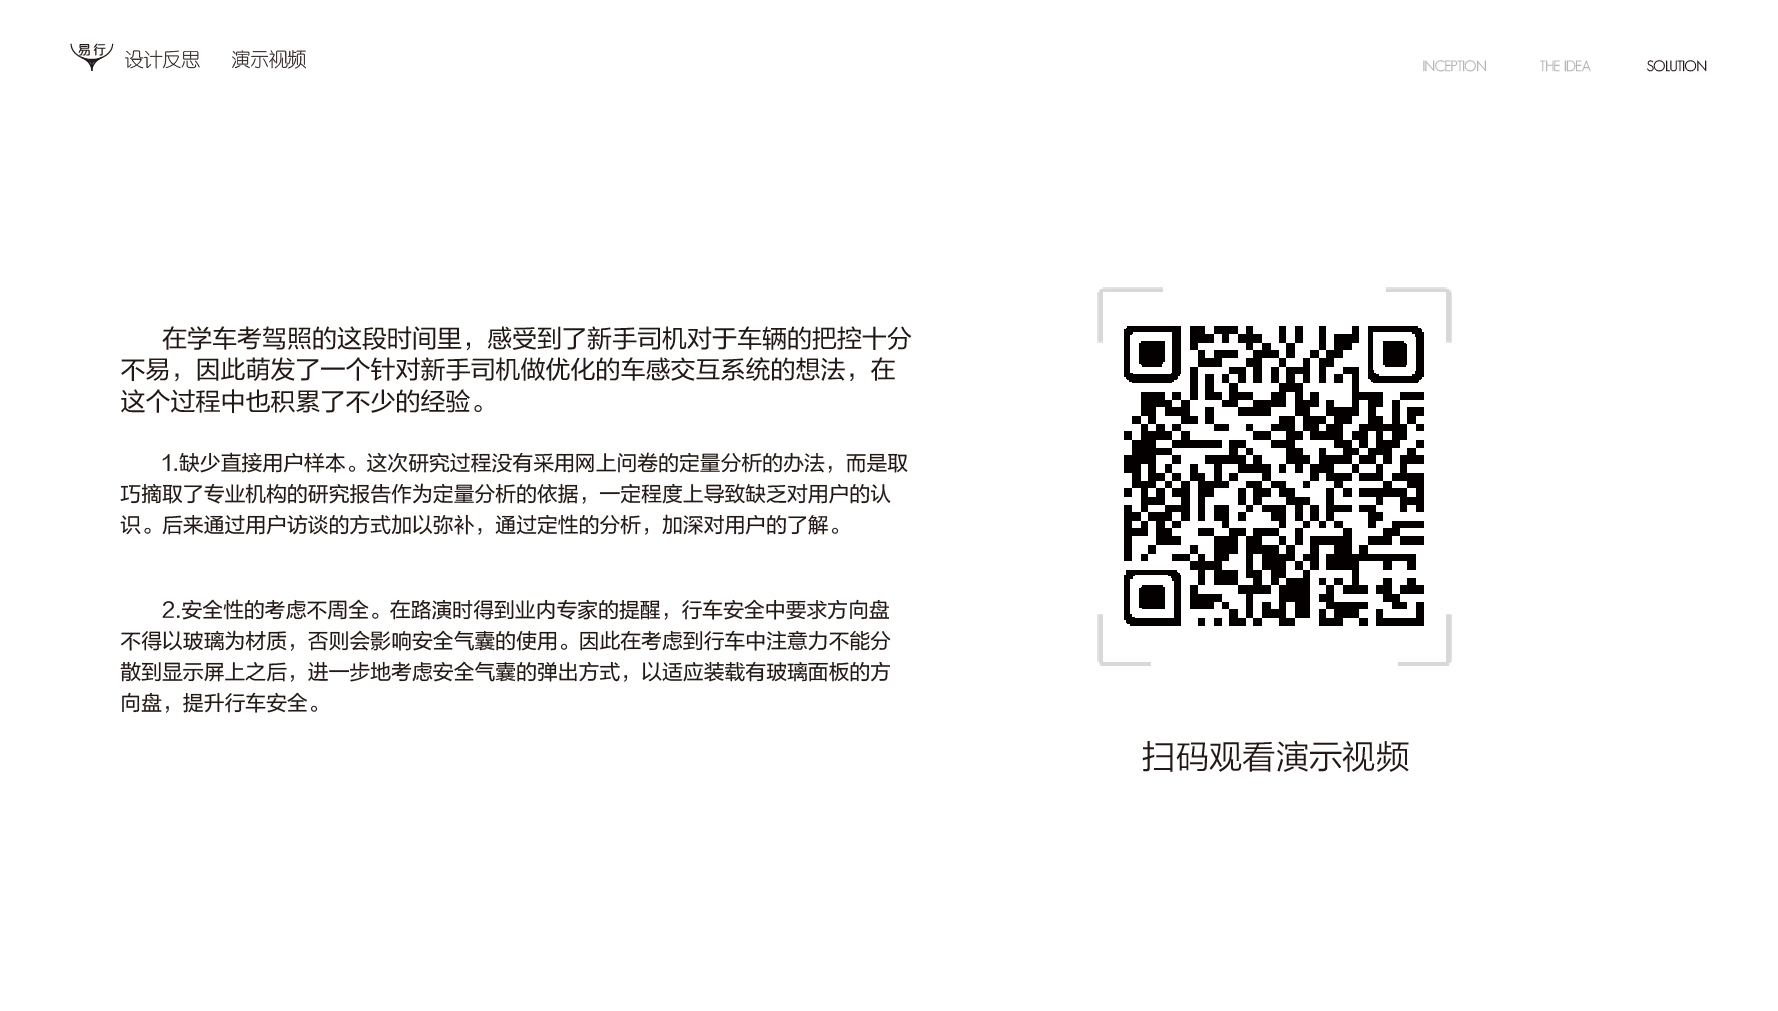 易行 设计反思 演示视频
INCEPTION THE IDEA SOLUTION
在学车考驾照的这段时间里，感受到了新手司机对于车辆的把控十分
不易，因此萌发了一个针对新手司机做优化的车感交互系统的想法，在
这个过程中也积累了不少的经验。
1.缺少直接用户样本。这次研究过程没有采用网上问卷的定量分析的办法，而是取
巧摘取了专业机构的研究报告作为定量分析的依据，一定程度上导致缺乏对用户的认
识。后来通过用户访谈的方式加以弥补，通过定性的分析，加深对用户的了解。
2.安全性的考虑不周全。在路演时得到业内专家的提醒，行车安全中要求方向盘
不得以玻璃为材质，否则会影响安全气囊的使用。因此在考虑到行车中注意力不能分
散到显示屏上之后，进一步地考虑安全气囊的弹出方式，以适应装载有玻璃面板的方
向盘，提升行车安全。
扫码观看演示视频